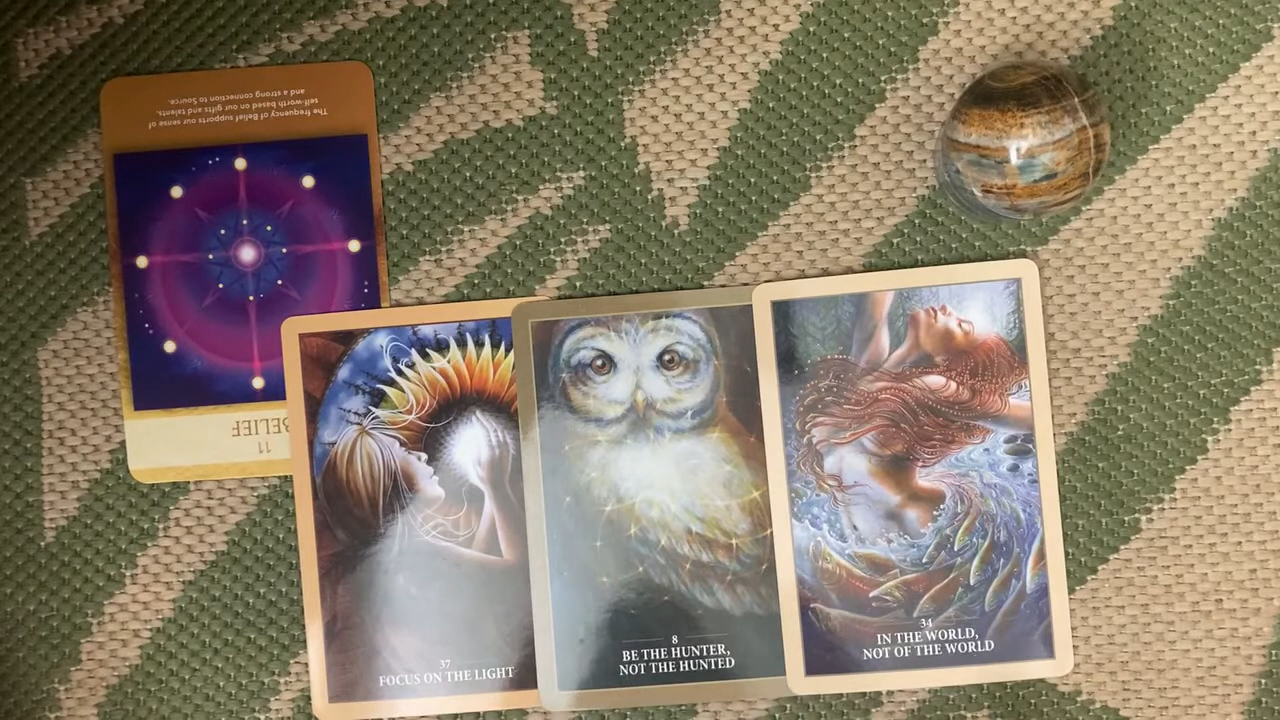 The frequency of Belief supports our sense of
self-worth based on our gifts and talents,
and a strong connection to Source.
11
BELIEF
37
FOCUS ON THE LIGHT
8
BE THE HUNTER,
NOT THE HUNTED
34
IN THE WORLD,
NOT OF THE WORLD